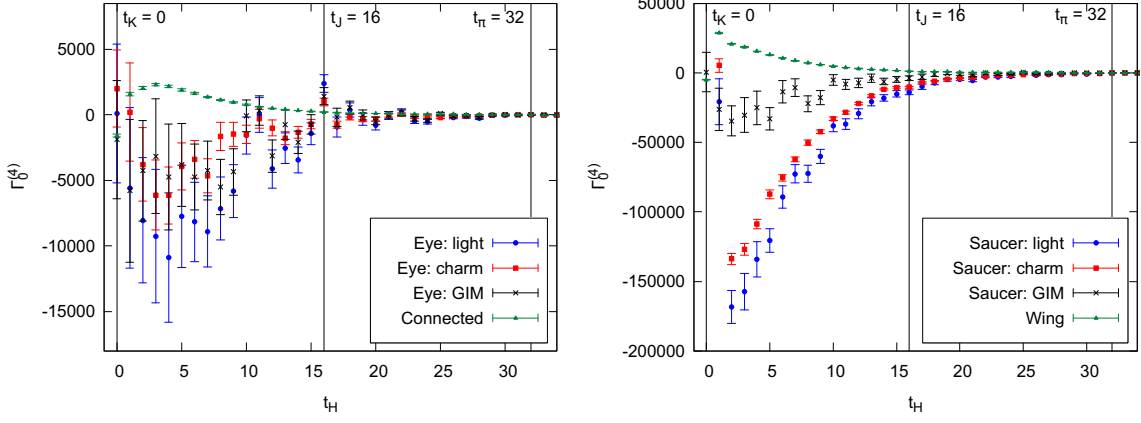 t_K = 0
t_J = 16
t_π = 32
5000
0
-5000
-10000
-15000
Γ_0^(4)
Eye: light
Eye: charm
Eye: GIM
Connected
0 5 10 15 20 25 30
t_H
t_K = 0
t_J = 16
t_π = 32
50000
0
-50000
-100000
-150000
-200000
Γ_0^(4)
Saucer: light
Saucer: charm
Saucer: GIM
Wing
0 5 10 15 20 25 30
t_H